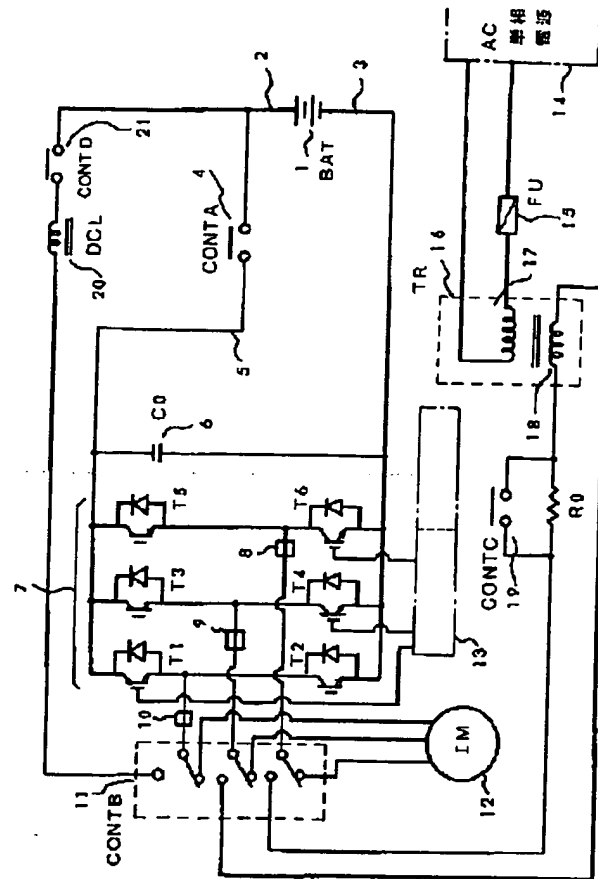 2
1
BAT
3
21
CONTD
20
DCL
4
CONTA
5
C0
6
7
T1
T3
T5
T2
T4
T6
8
9
10
11
CONTB
IM
12
13
CONTC
19
R0
18
TR
16
17
FU
15
14
AC
単相
電源